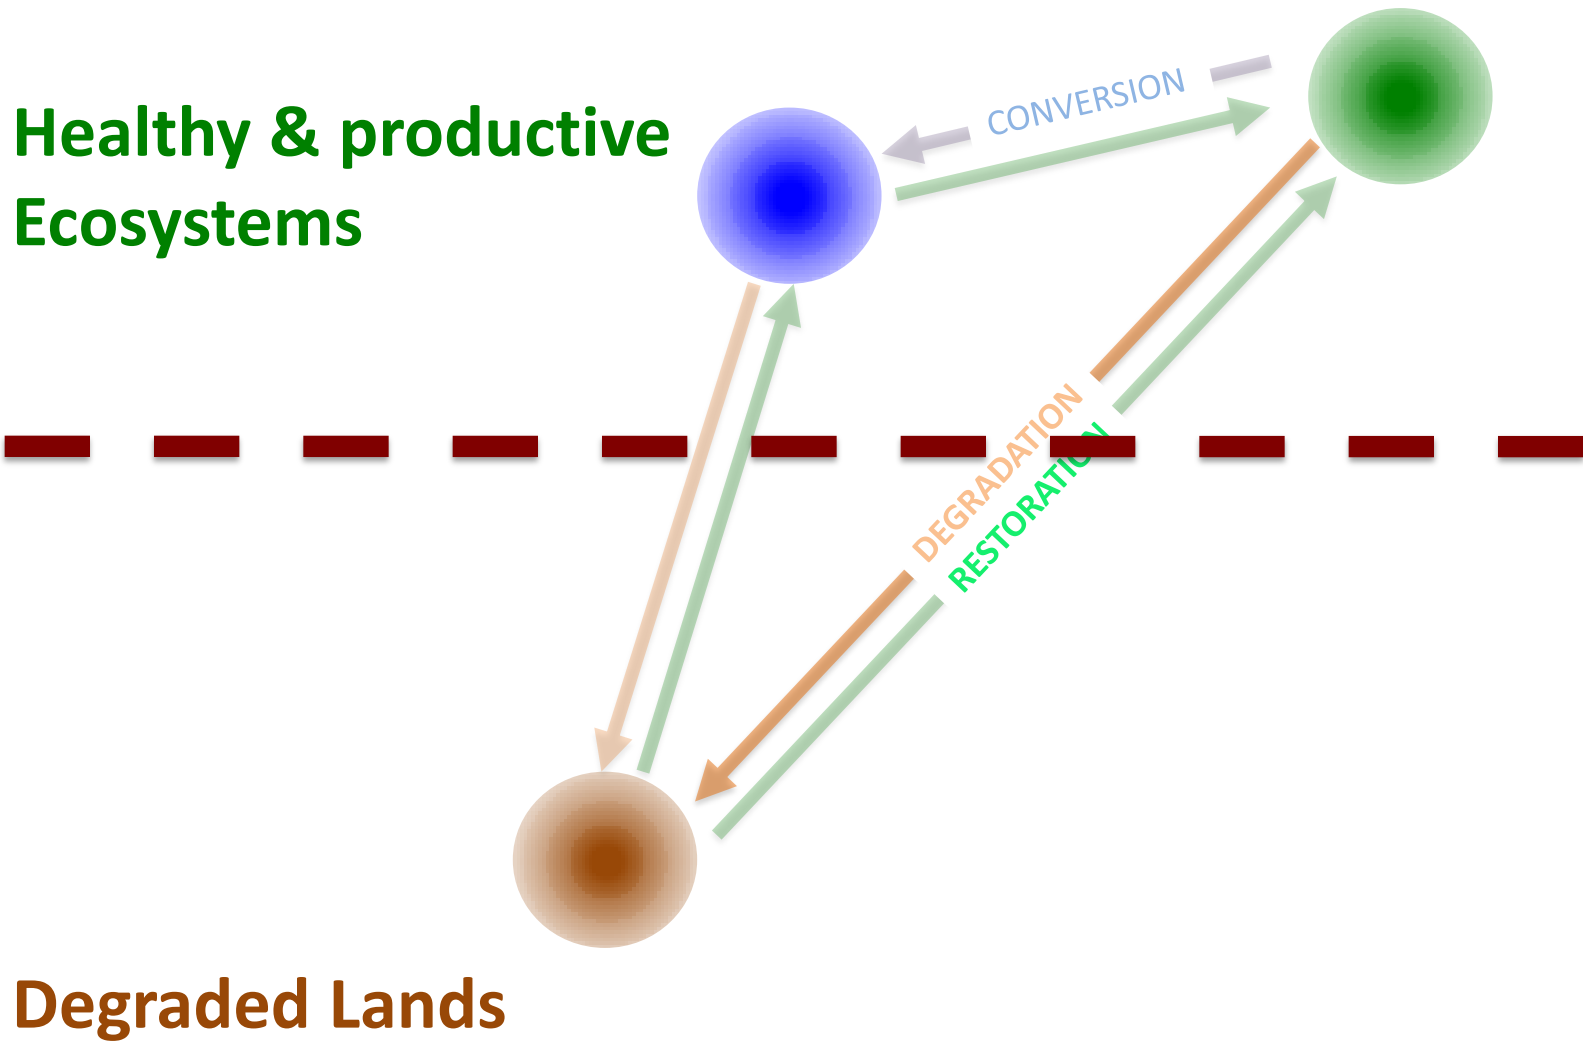 Healthy & productive
Ecosystems
CONVERSION
DEGRADATION
RESTORATION
Degraded Lands